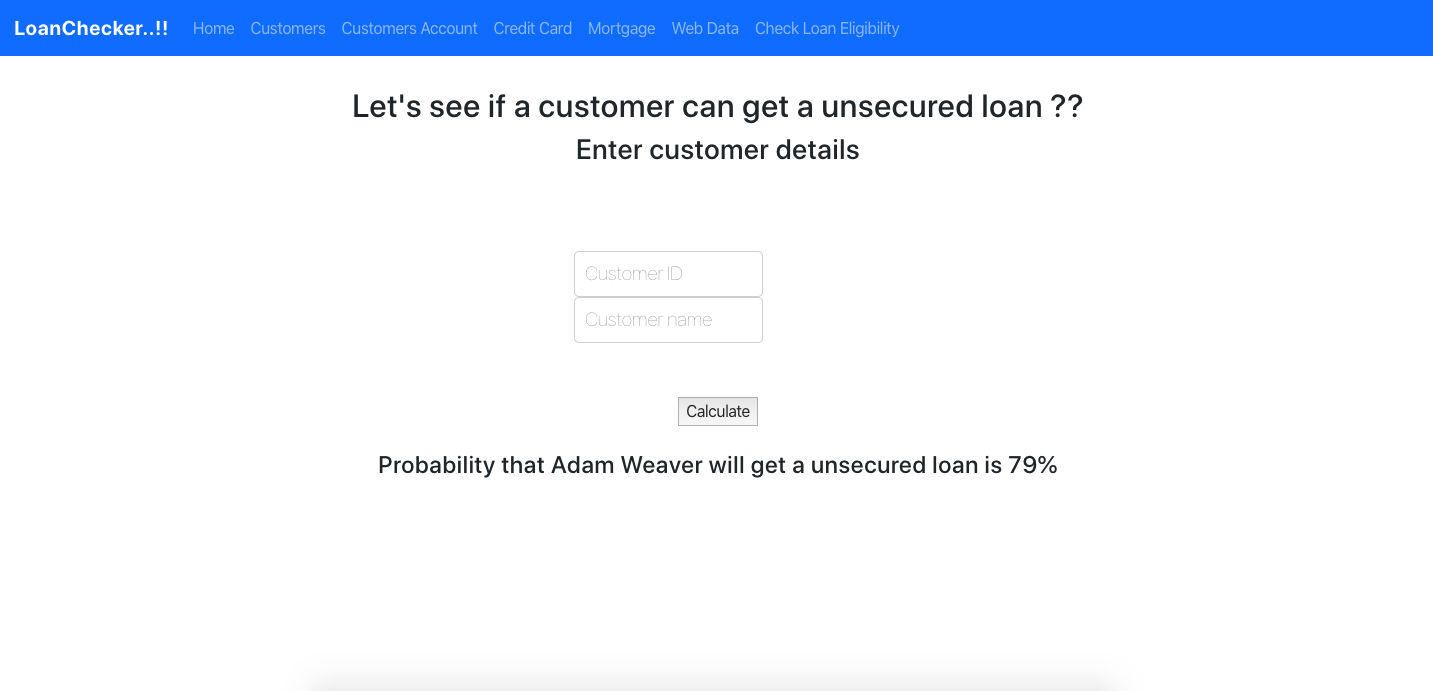 LoanChecker..!! Home Customers Customers Account Credit Card Mortgage Web Data Check Loan Eligibility
Let's see if a customer can get a unsecured loan ??
Enter customer details
Customer ID
Customer name
Calculate
Probability that Adam Weaver will get a unsecured loan is 79%